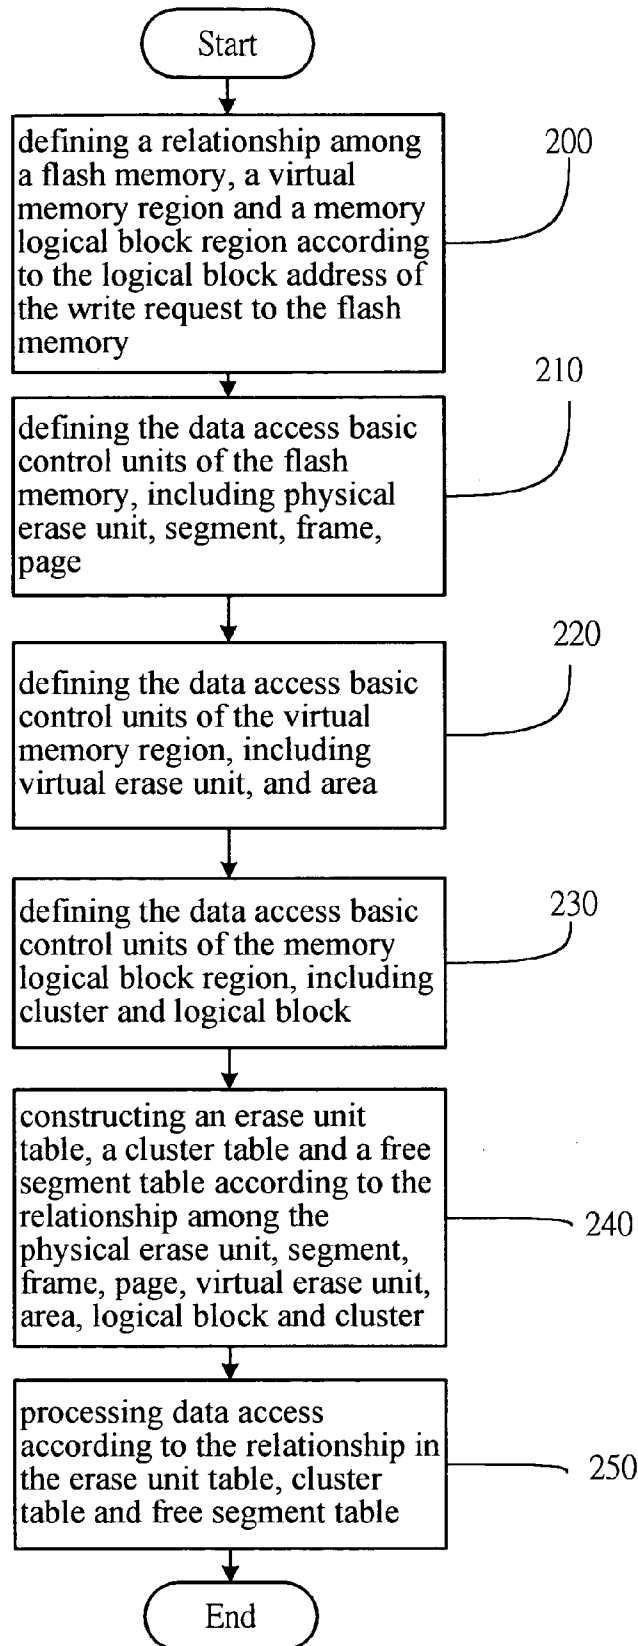 Start
defining a relationship among
a flash memory, a virtual
memory region and a memory
logical block region according
to the logical block address of
the write request to the flash
memory
200
defining the data access basic
control units of the flash
memory, including physical
erase unit, segment, frame,
page
210
defining the data access basic
control units of the virtual
memory region, including
virtual erase unit, and area
220
defining the data access basic
control units of the memory
logical block region, including
cluster and logical block
230
constructing an erase unit
table, a cluster table and a free
segment table according to the
relationship among the
physical erase unit, segment,
frame, page, virtual erase unit,
area, logical block and cluster
240
processing data access
according to the relationship in
the erase unit table, cluster
table and free segment table
250
End